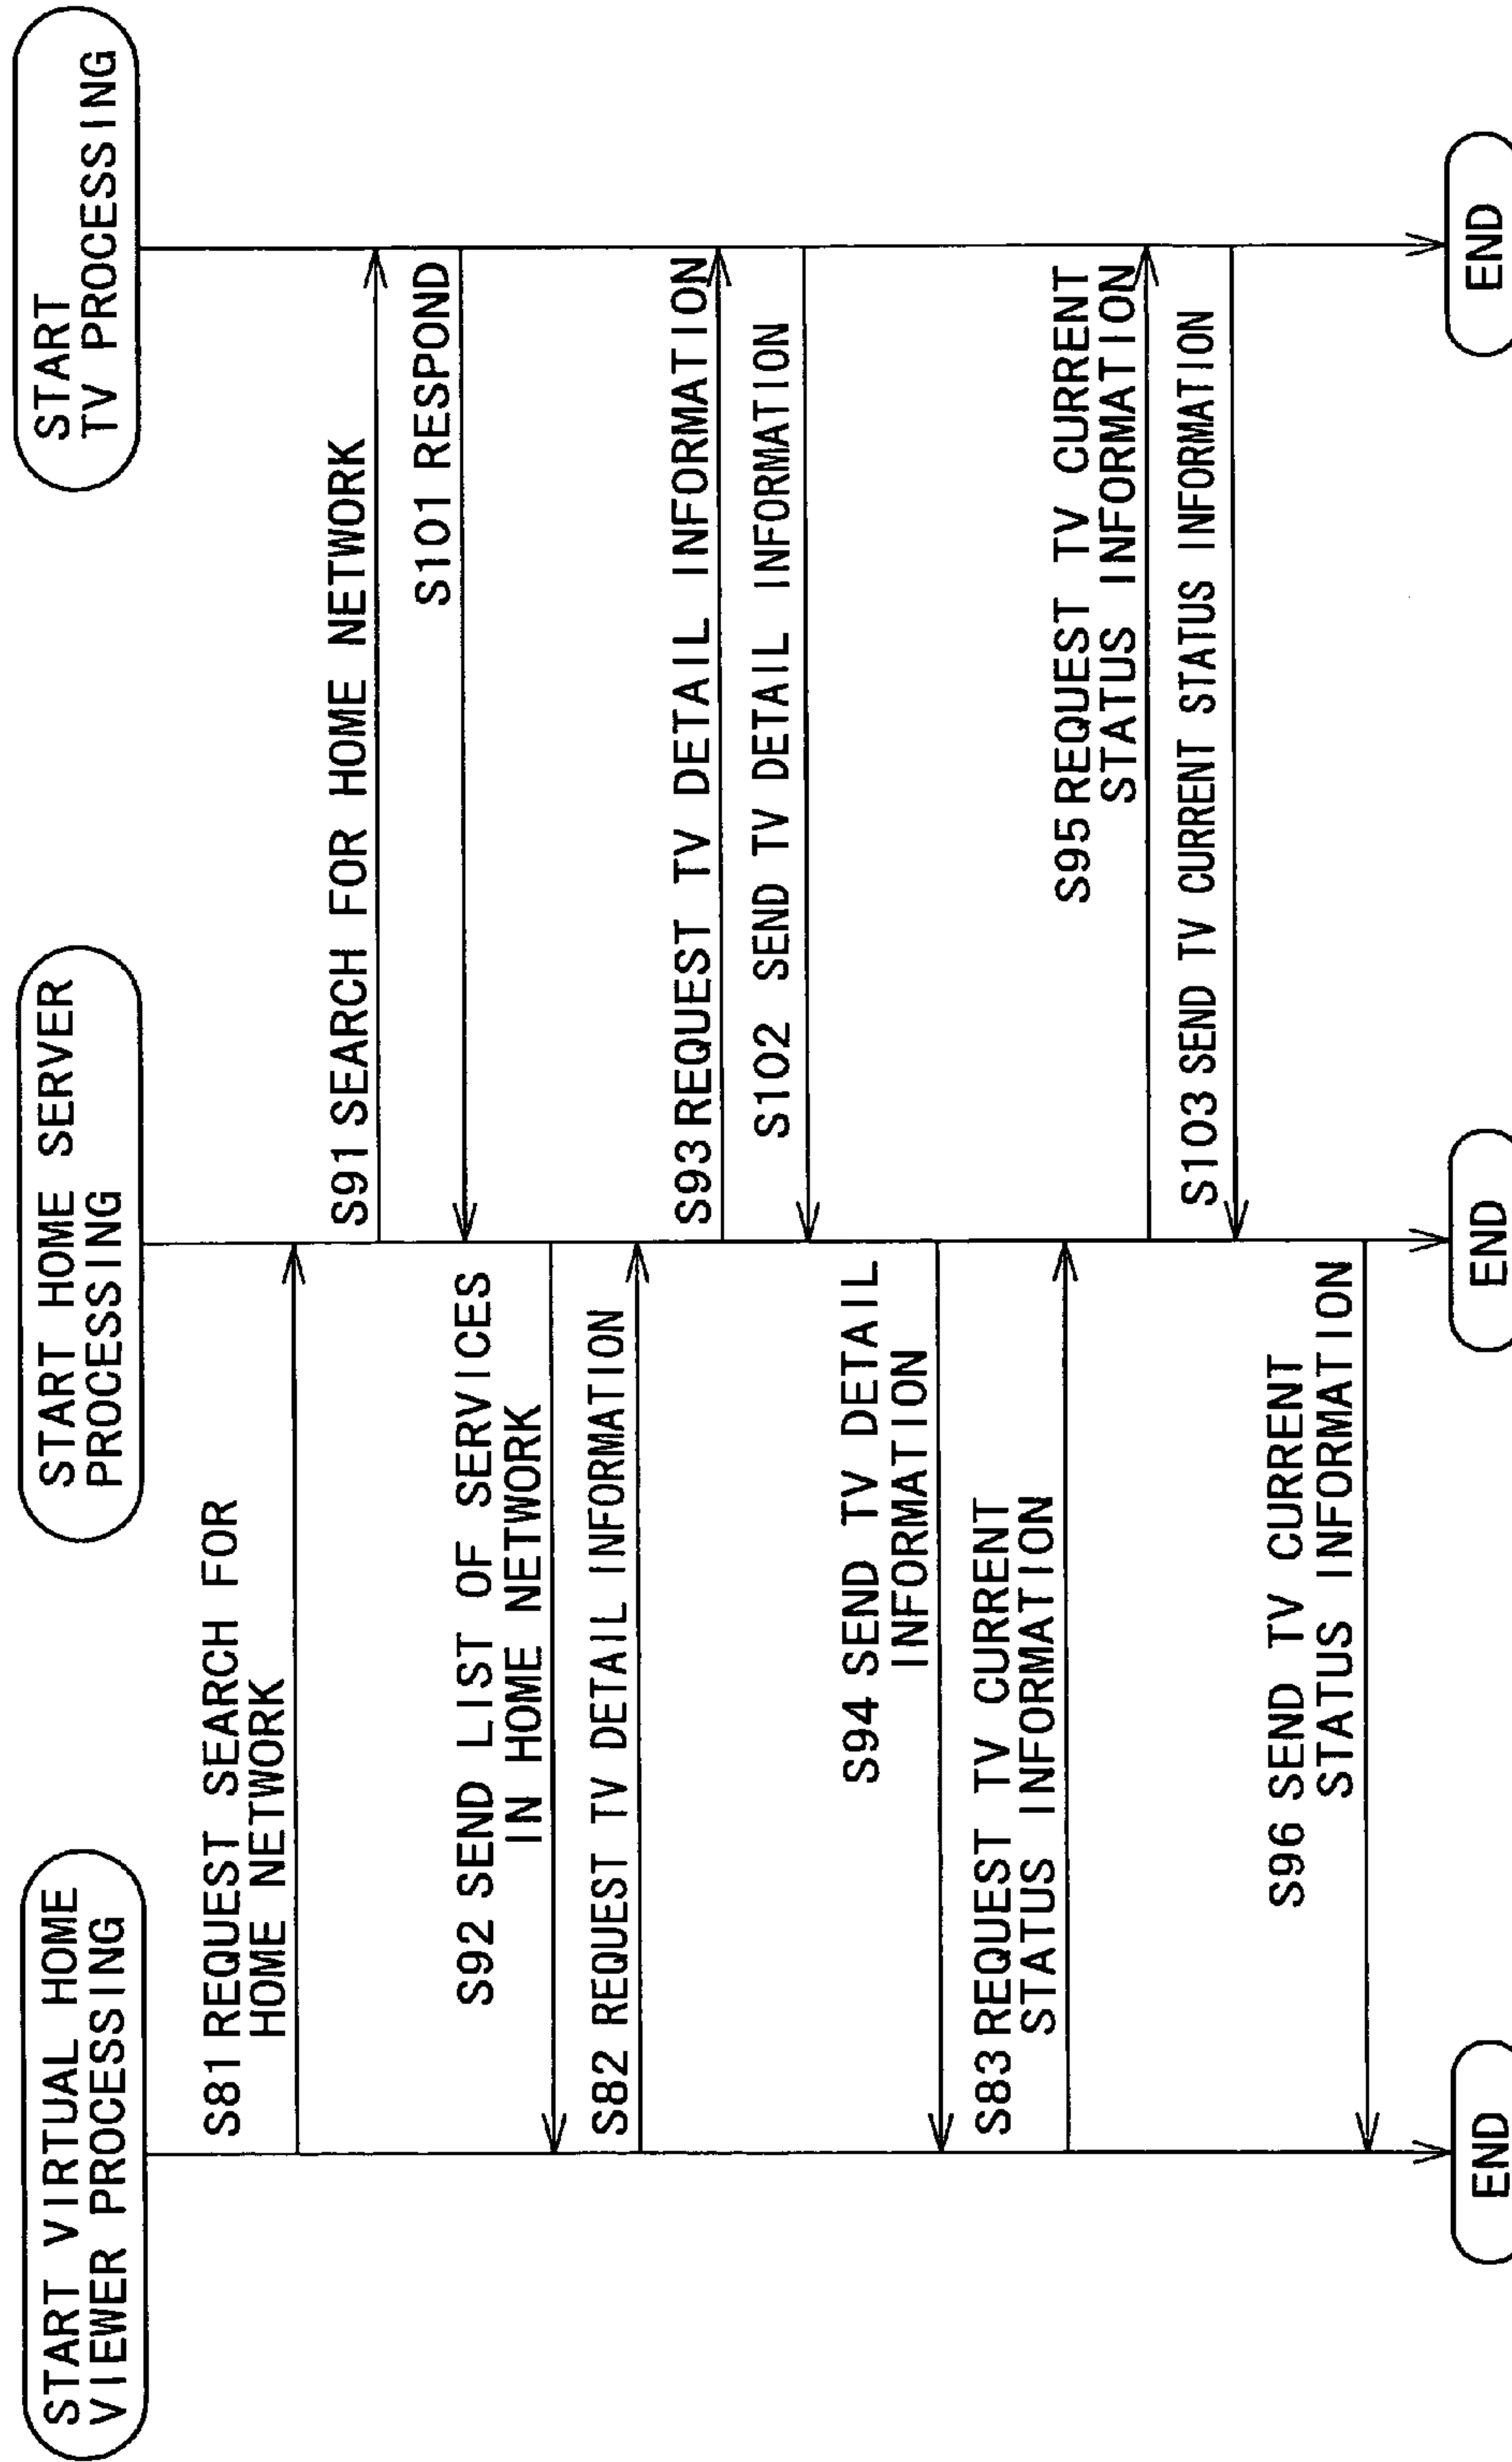 START VIRTUAL HOME
VIEWER PROCESSING
START HOME SERVER
PROCESSING
START
TV PROCESSING
S81 REQUEST SEARCH FOR
HOME NETWORK
S91 SEARCH FOR HOME NETWORK
S101 RESPOND
S92 SEND LIST OF SERVICES
IN HOME NETWORK
S82 REQUEST TV DETAIL INFORMATION
S93 REQUEST TV DETAIL INFORMATION
S102 SEND TV DETAIL INFORMATION
S94 SEND TV DETAIL
INFORMATION
S83 REQUEST TV CURRENT
STATUS INFORMATION
S95 REQUEST TV CURRENT
STATUS INFORMATION
S103 SEND TV CURRENT STATUS INFORMATION
S96 SEND TV CURRENT
STATUS INFORMATION
END
END
END